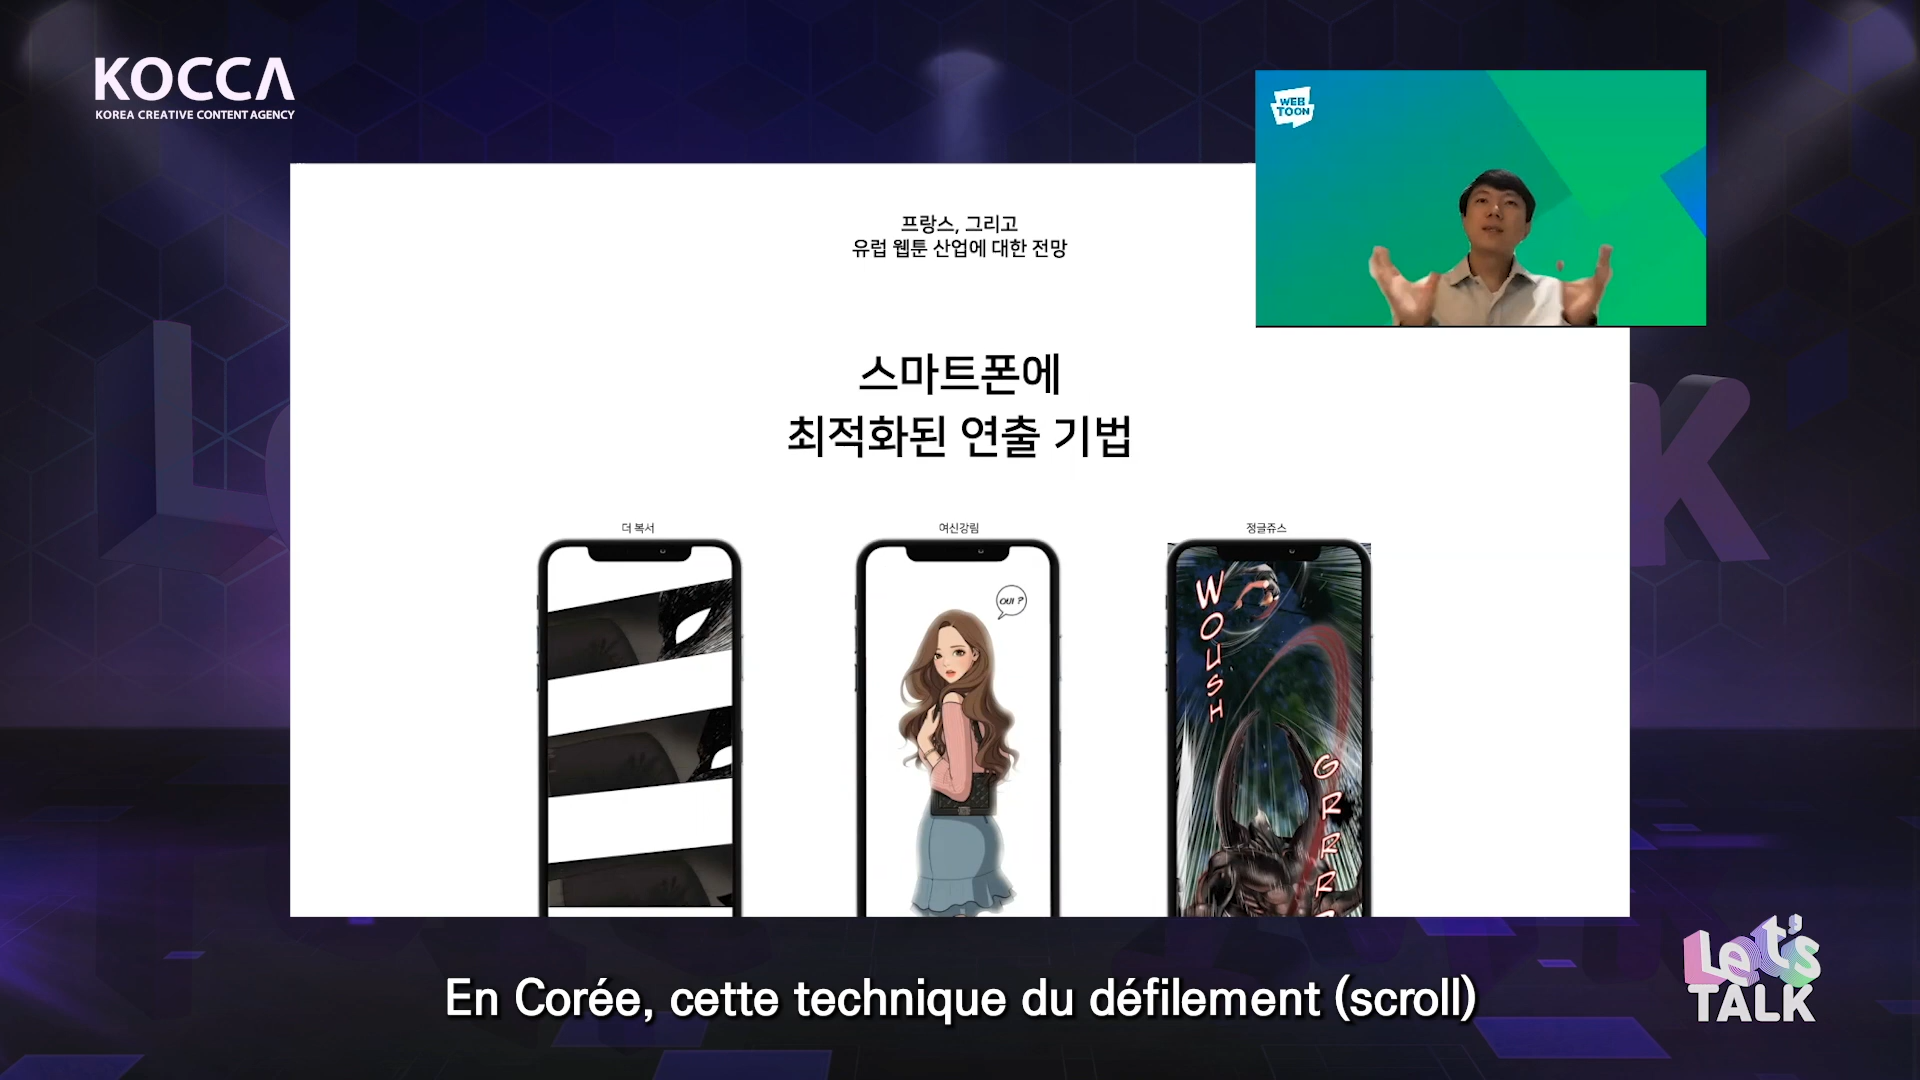 KOCCA
KOREA CREATIVE CONTENT AGENCY
WEB
TOON
프랑스, 그리고
유럽 웹툰 산업에 대한 전망
스마트폰에
최적화된 연출 기법
더 복서
여신강림
정글쥬스
OUI ?
WOUSH
GRRR
En Corée, cette technique du défilement (scroll)
Let's
TALK